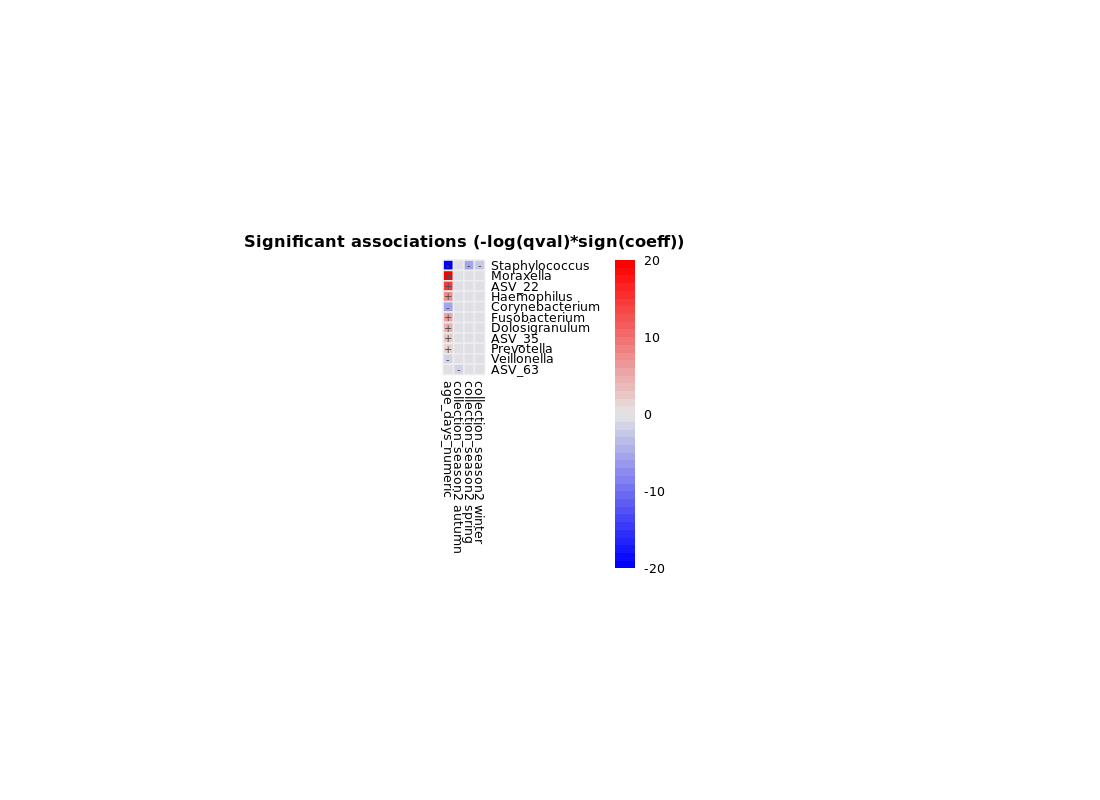 Significant associations (-log(qval)*sign(coeff))
Staphylococcus
Moraxella
ASV_22
Haemophilus
Corynebacterium
Fusobacterium
Dolosigranulum
ASV_35
Prevotella
Veillonella
ASV_63
age_days_numeric
collection_season2 autumn
collection_season2 spring
collection_season2 winter
20
10
0
-10
-20